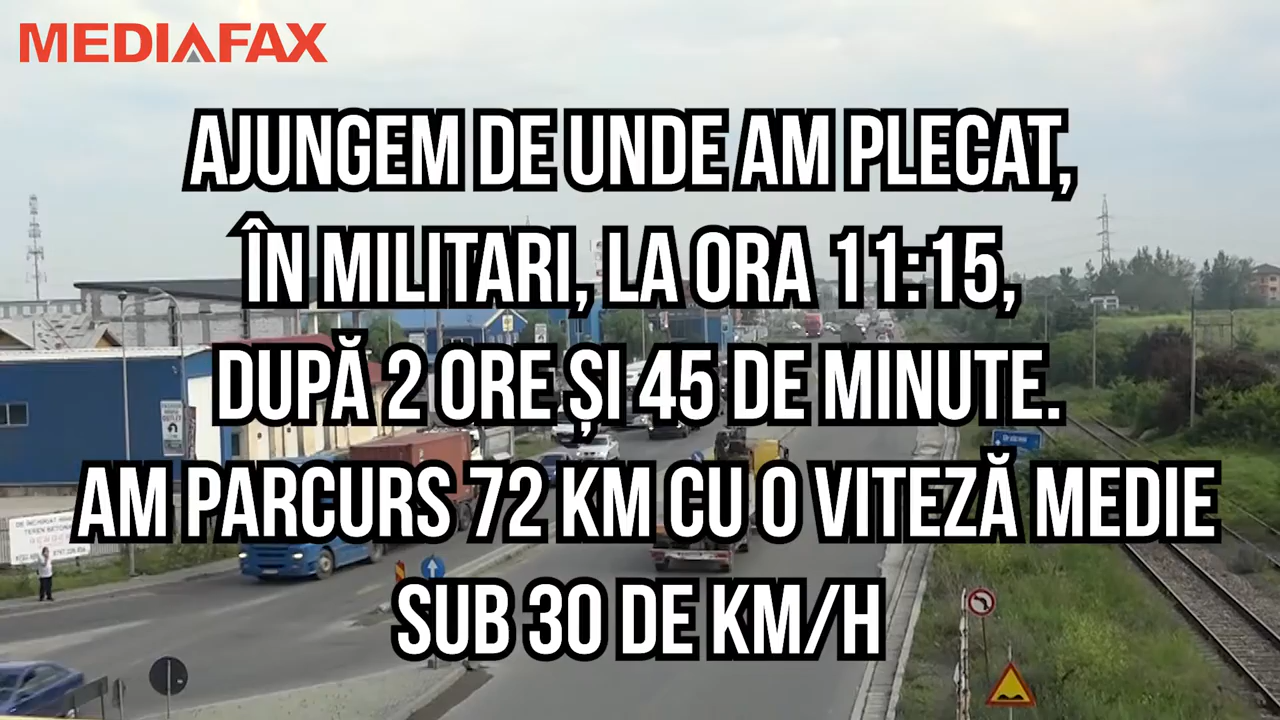 MEDIAFAX
AJUNGEM DE UNDE AM PLECAT,
ÎN MILITARI, LA ORA 11:15,
DUPĂ 2 ORE ȘI 45 DE MINUTE.
AM PARCURS 72 KM CU O VITEZĂ MEDIE
SUB 30 DE KM/H
OUTLET